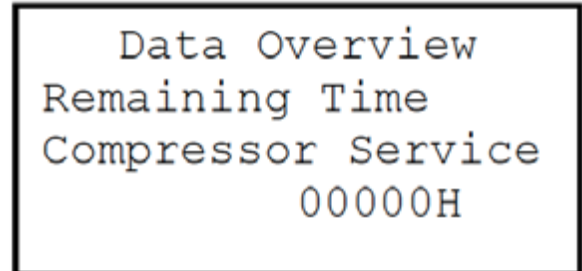 Data Overview
Remaining Time
Compressor Service
00000H